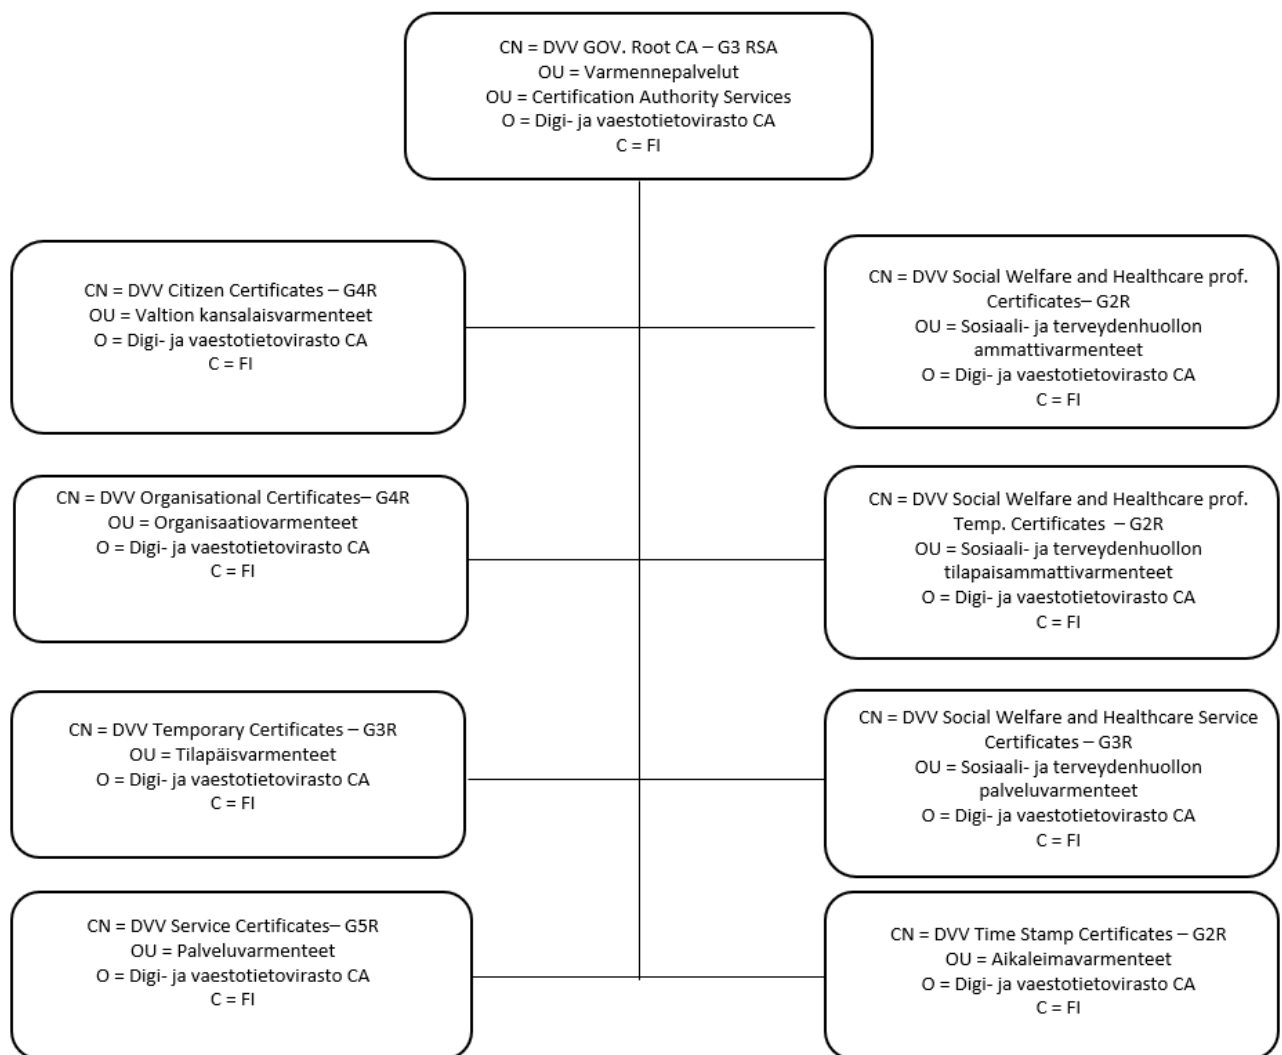 CN = DVV GOV. Root CA – G3 RSA
OU = Varmennepalvelut
OU = Certification Authority Services
O = Digi- ja vaestotietovirasto CA
C = FI
CN = DVV Citizen Certificates – G4R
OU = Valtion kansalaisvarmenteet
O = Digi- ja vaestotietovirasto CA
C = FI
CN = DVV Social Welfare and Healthcare prof.
Certificates– G2R
OU = Sosiaali- ja terveydenhuollon
ammattivarmenteet
O = Digi- ja vaestotietovirasto CA
C = FI
CN = DVV Organisational Certificates– G4R
OU = Organisaatiovarmenteet
O = Digi- ja vaestotietovirasto CA
C = FI
CN = DVV Social Welfare and Healthcare prof.
Temp. Certificates – G2R
OU = Sosiaali- ja terveydenhuollon
tilapaisammattivarmenteet
O = Digi- ja vaestotietovirasto CA
C = FI
CN = DVV Temporary Certificates – G3R
OU = Tilapäisvarmenteet
O = Digi- ja vaestotietovirasto CA
C = FI
CN = DVV Social Welfare and Healthcare Service
Certificates – G3R
OU = Sosiaali- ja terveydenhuollon
palveluvarmenteet
O = Digi- ja vaestotietovirasto CA
C = FI
CN = DVV Service Certificates– G5R
OU = Palveluvarmenteet
O = Digi- ja vaestotietovirasto CA
C = FI
CN = DVV Time Stamp Certificates – G2R
OU = Aikaleimavarmenteet
O = Digi- ja vaestotietovirasto CA
C = FI